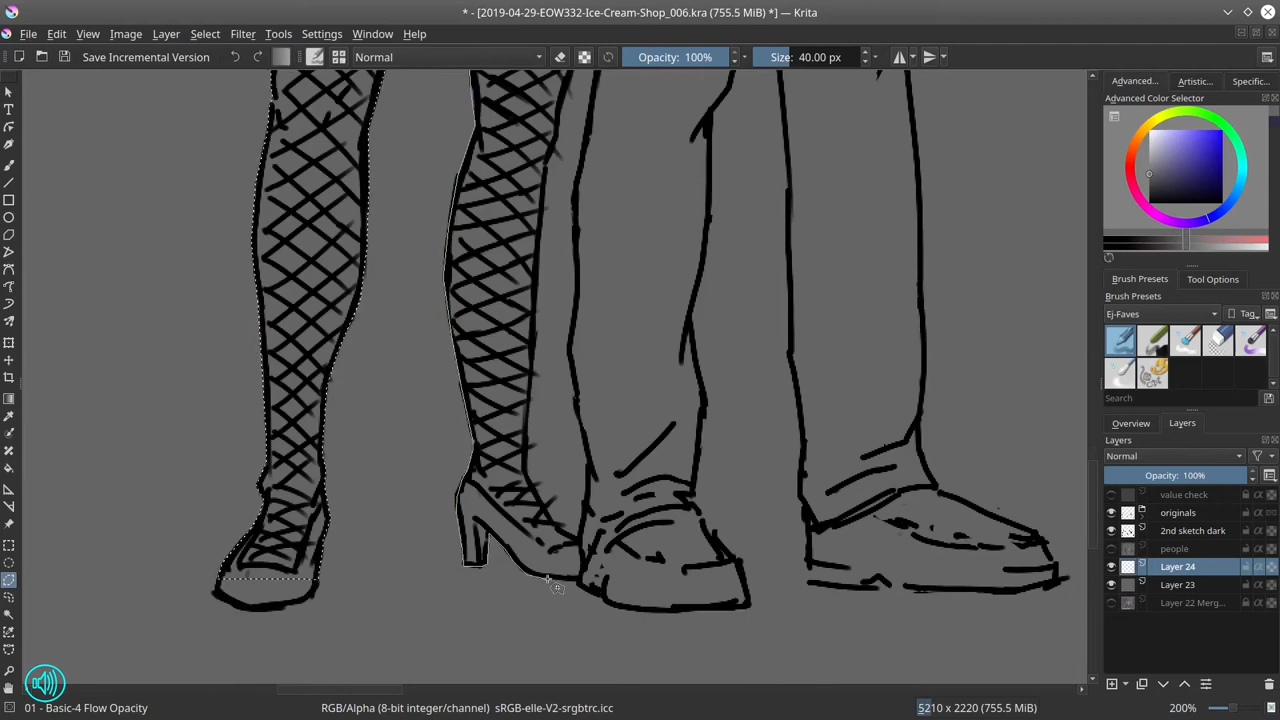 * - [2019-04-29-EOW332-Ice-Cream-Shop_006.kra (755.5 MiB) *] — Krita
File Edit View Image Layer Select Filter Tools Settings Window Help
Save Incremental Version Normal Opacity: 100% Size: 40.00 px
Advanced... Artistic... Specific...
Advanced Color Selector
Brush Presets Tool Options
Brush Presets
Ej-Faves Tag
Search
Overview Layers
Layers
Normal
Opacity: 100%
value check
originals
2nd sketch dark
people
Layer 24
Layer 23
Layer 22 Merg...
01 - Basic-4 Flow Opacity RGB/Alpha (8-bit integer/channel) sRGB-elle-V2-srgbtrc.icc 5210 x 2220 (755.5 MiB) 200%